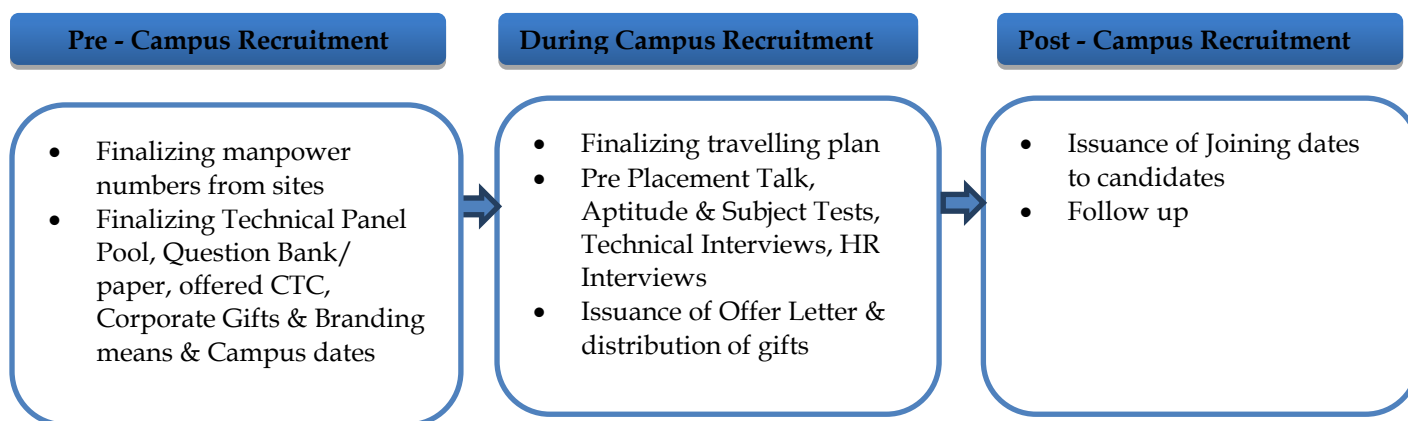 Pre - Campus Recruitment
• Finalizing manpower
numbers from sites
• Finalizing Technical Panel
Pool, Question Bank/
paper, offered CTC,
Corporate Gifts & Branding
means & Campus dates
During Campus Recruitment
• Finalizing travelling plan
• Pre Placement Talk,
Aptitude & Subject Tests,
Technical Interviews, HR
Interviews
• Issuance of Offer Letter &
distribution of gifts
Post - Campus Recruitment
• Issuance of Joining dates
to candidates
• Follow up